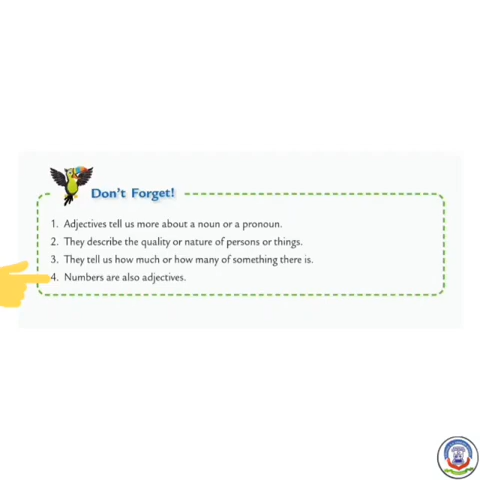 Don't Forget!
1. Adjectives tell us more about a noun or a pronoun.
2. They describe the quality or nature of persons or things.
3. They tell us how much or how many of something there is.
4. Numbers are also adjectives.